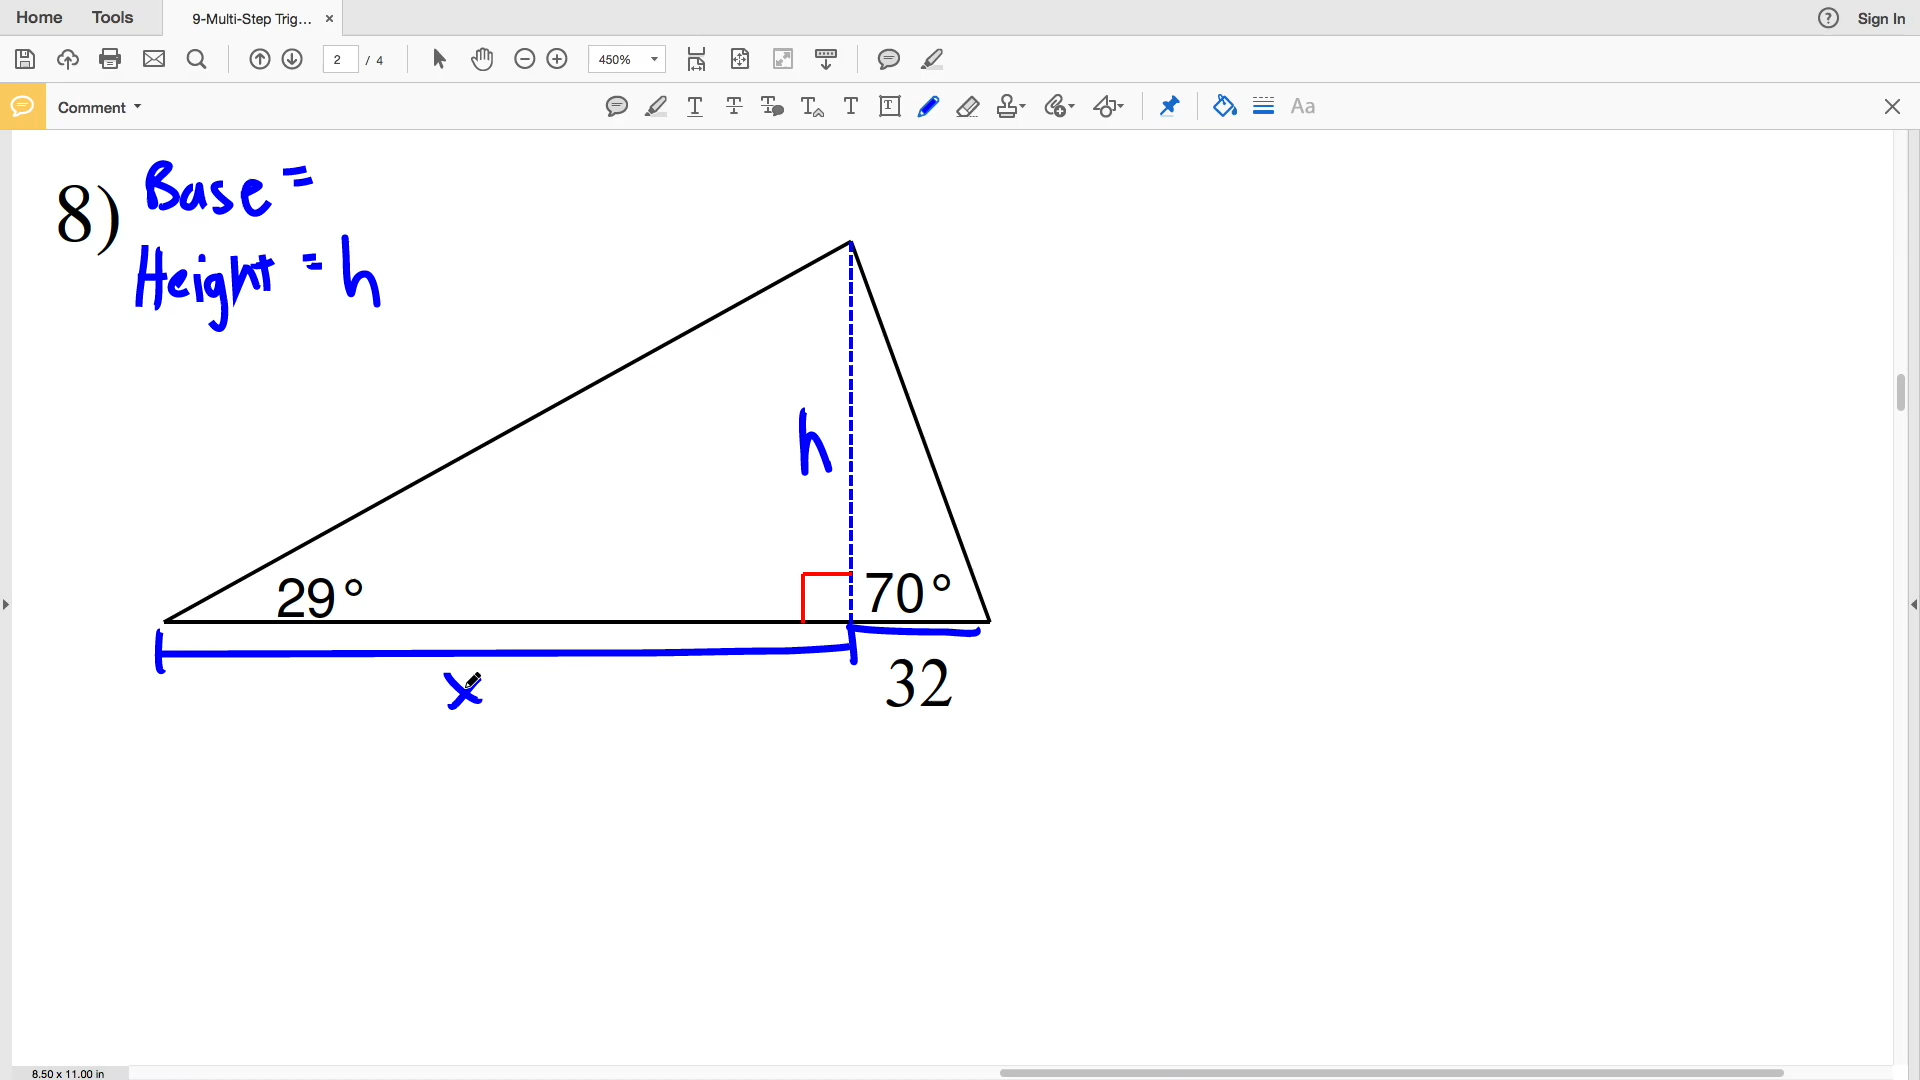 Home Tools 9-Multi-Step Trig... × ? Sign In
2 / 4 450%
Comment T T T T T T Aa
8) Base =
Height = h
h
29° 70°
x 32
8.50 x 11.00 in